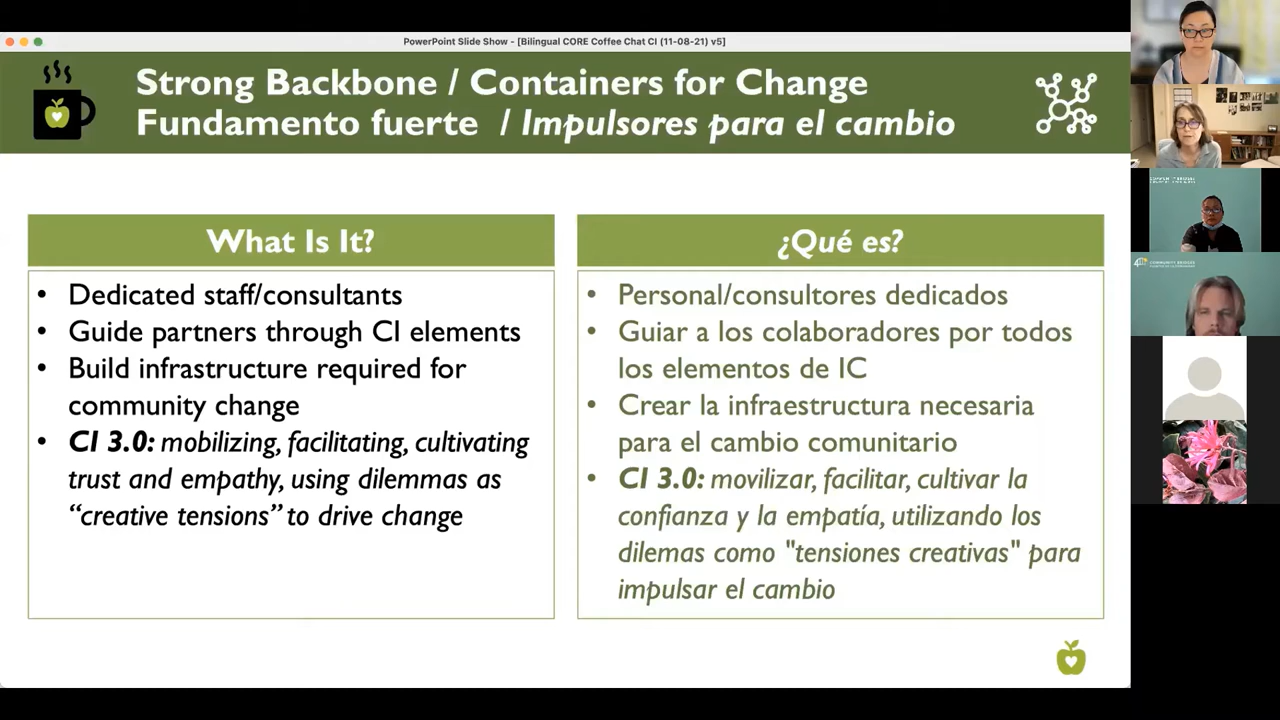 PowerPoint Slide Show - [Bilingual CORE Coffee Chat CI (11-08-21) v5]
Strong Backbone / Containers for Change
Fundamento fuerte / Impulsores para el cambio
What Is It?
• Dedicated staff/consultants
• Guide partners through CI elements
• Build infrastructure required for
community change
• CI 3.0: mobilizing, facilitating, cultivating
trust and empathy, using dilemmas as
“creative tensions” to drive change
¿Qué es?
• Personal/consultores dedicados
• Guiar a los colaboradores por todos
los elementos de IC
• Crear la infraestructura necesaria
para el cambio comunitario
• CI 3.0: movilizar, facilitar, cultivar la
confianza y la empatía, utilizando los
dilemas como "tensiones creativas" para
impulsar el cambio
COMMUNITY BRIDGES
COMMUNITY BRIDGES